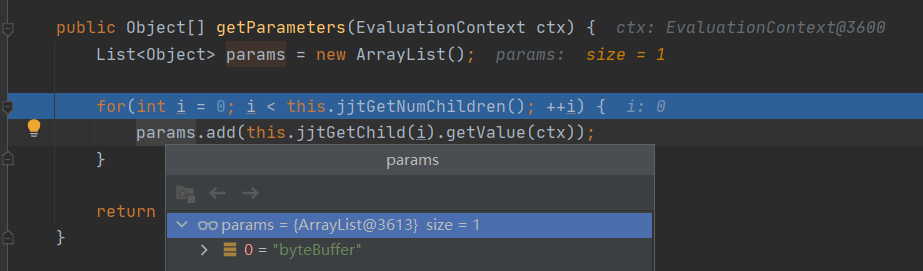 public Object[] getParameters(EvaluationContext ctx) {  ctx: EvaluationContext@3600
List<Object> params = new ArrayList();  params:  size = 1
for(int i = 0; i < this.jjtGetNumChildren(); ++i) {  i: 0
params.add(this.jjtGetChild(i).getValue(ctx));
}
params
return
params = {ArrayList@3613}  size = 1
}
0 = "byteBuffer"